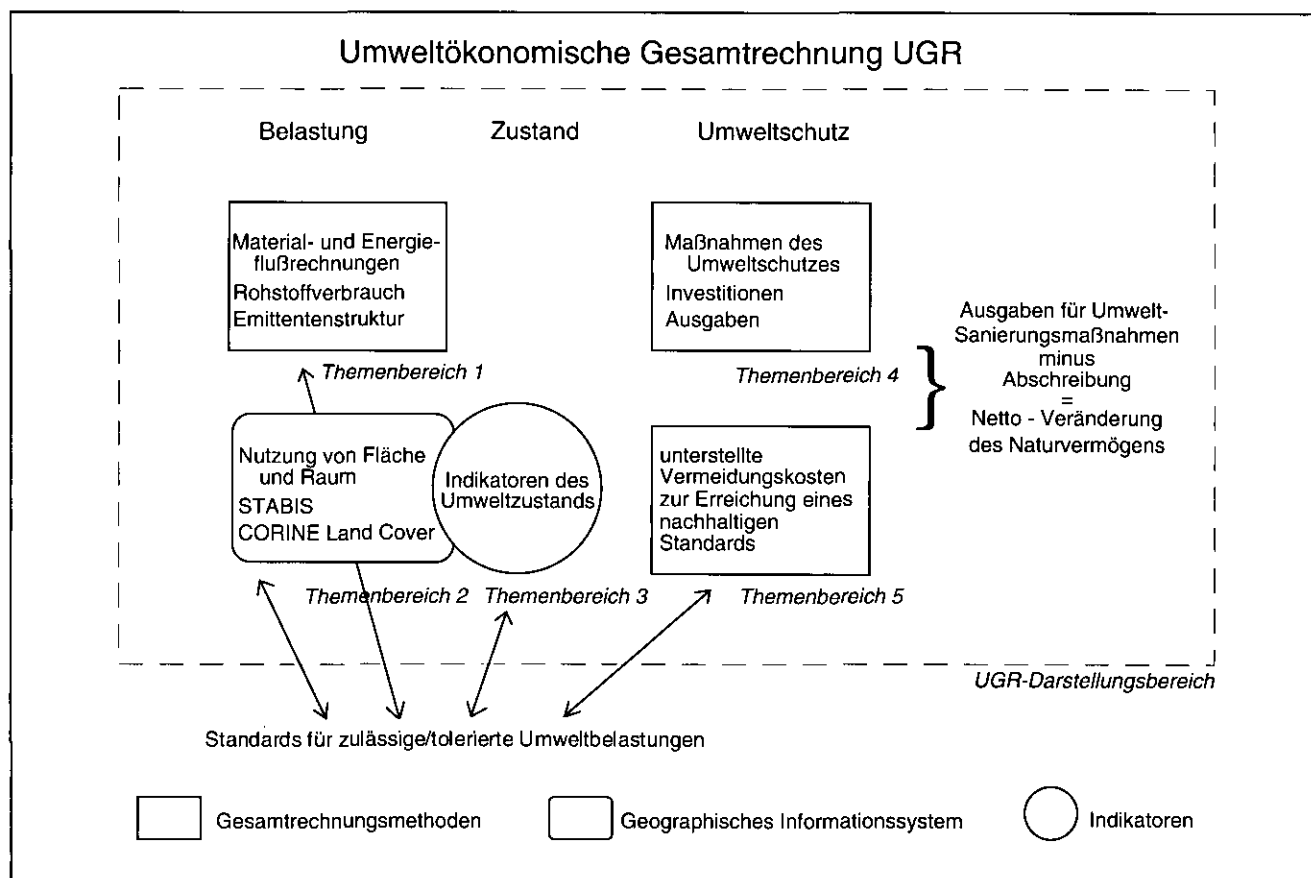 Umweltökonomische Gesamtrechnung UGR
Belastung
Zustand
Umweltschutz
Material- und Energie-
flußrechnungen
Rohstoffverbrauch
Emittentenstruktur
Themenbereich 1
Maßnahmen des
Umweltschutzes
Investitionen
Ausgaben
Themenbereich 4
Ausgaben für Umwelt-
Sanierungsmaßnahmen
minus
Abschreibung
=
Netto - Veränderung
des Naturvermögens
}
Nutzung von Fläche
und Raum
STABIS
CORINE Land Cover
Themenbereich 2
Indikatoren des
Umweltzustands
Themenbereich 3
unterstellte
Vermeidungskosten
zur Erreichung eines
nachhaltigen
Standards
Themenbereich 5
UGR-Darstellungsbereich
Standards für zulässige/tolerierte Umweltbelastungen
Gesamtrechnungsmethoden
Geographisches Informationssystem
Indikatoren